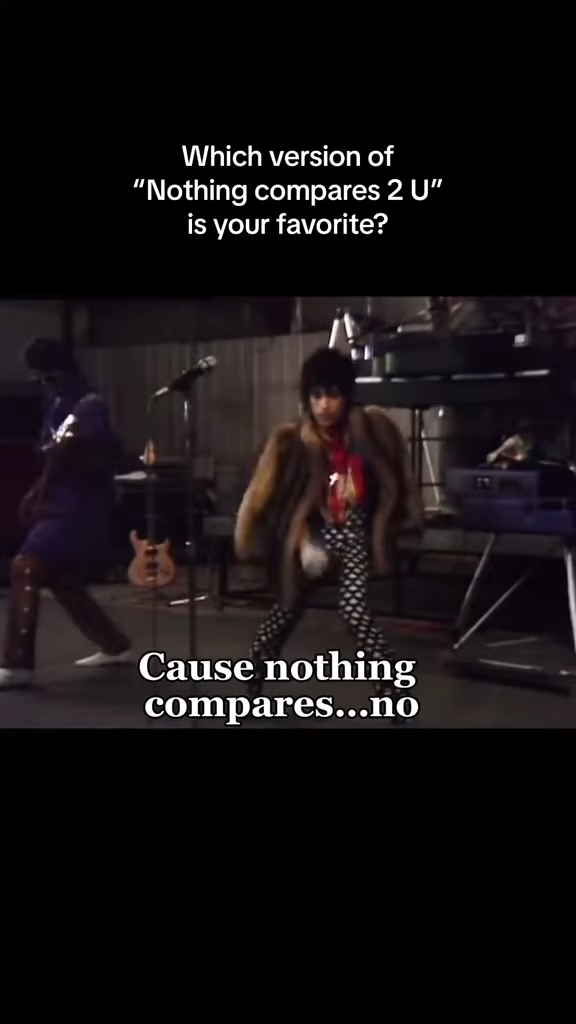 Which version of
“Nothing compares 2 U”
is your favorite?
Cause nothing
compares...no